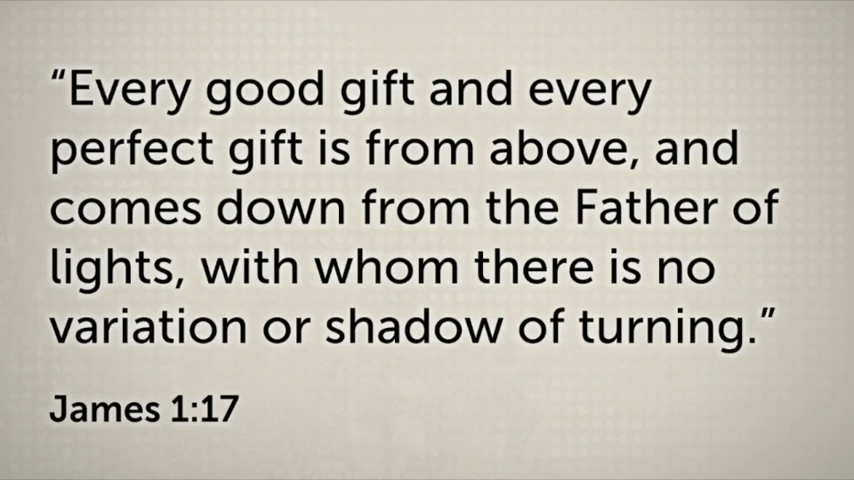 “Every good gift and every
perfect gift is from above, and
comes down from the Father of
lights, with whom there is no
variation or shadow of turning.”
James 1:17